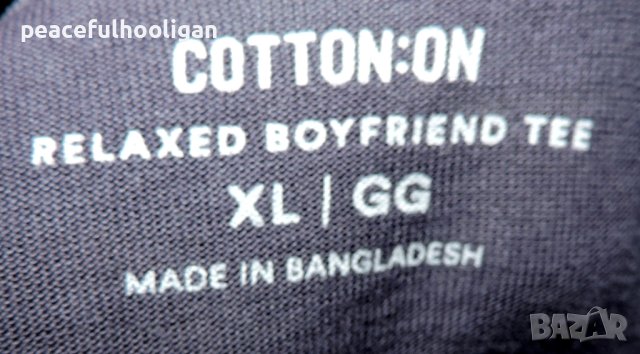 peacefulhooligan
COTTON:ON
RELAXED BOYFRIEND TEE
XL | GG
MADE IN BANGLADESH
BAZAR